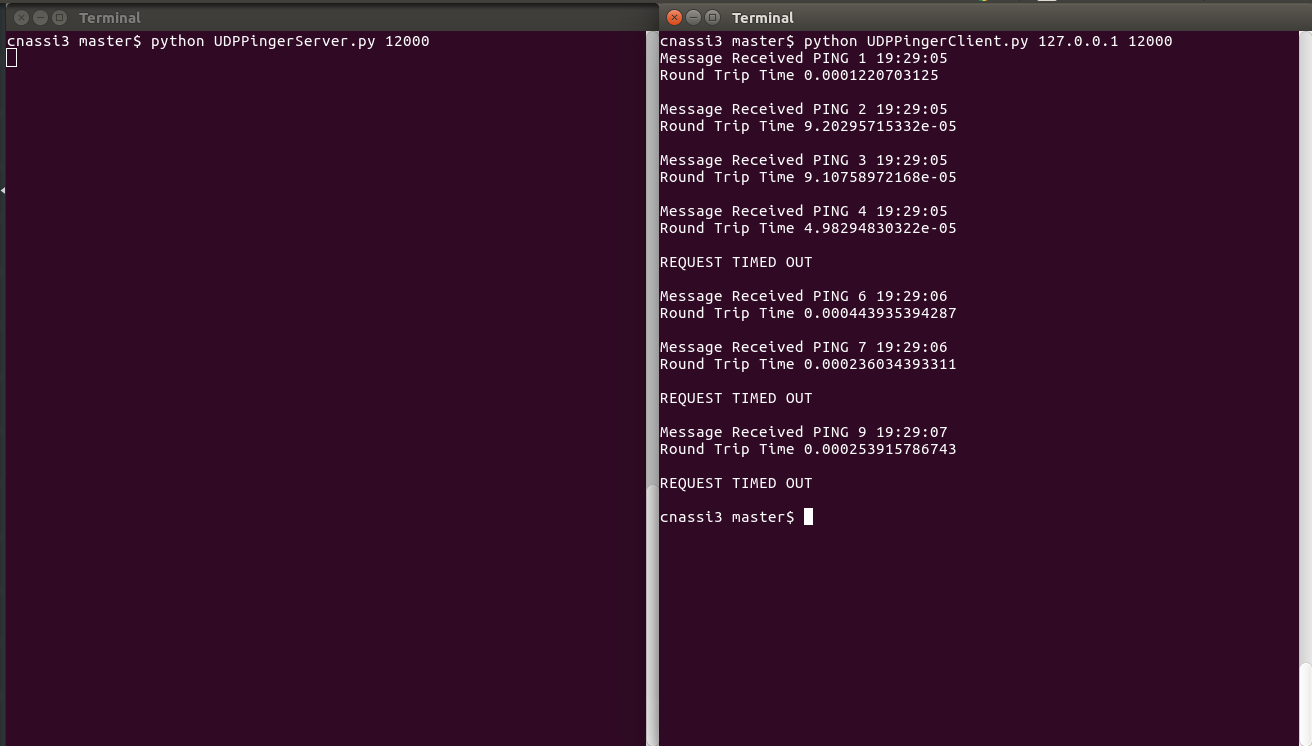 Terminal
cnassi3 master$ python UDPPingerServer.py 12000
Terminal
cnassi3 master$ python UDPPingerClient.py 127.0.0.1 12000
Message Received PING 1 19:29:05
Round Trip Time 0.0001220703125
Message Received PING 2 19:29:05
Round Trip Time 9.20295715332e-05
Message Received PING 3 19:29:05
Round Trip Time 9.10758972168e-05
Message Received PING 4 19:29:05
Round Trip Time 4.98294830322e-05
REQUEST TIMED OUT
Message Received PING 6 19:29:06
Round Trip Time 0.000443935394287
Message Received PING 7 19:29:06
Round Trip Time 0.000236034393311
REQUEST TIMED OUT
Message Received PING 9 19:29:07
Round Trip Time 0.000253915786743
REQUEST TIMED OUT
cnassi3 master$